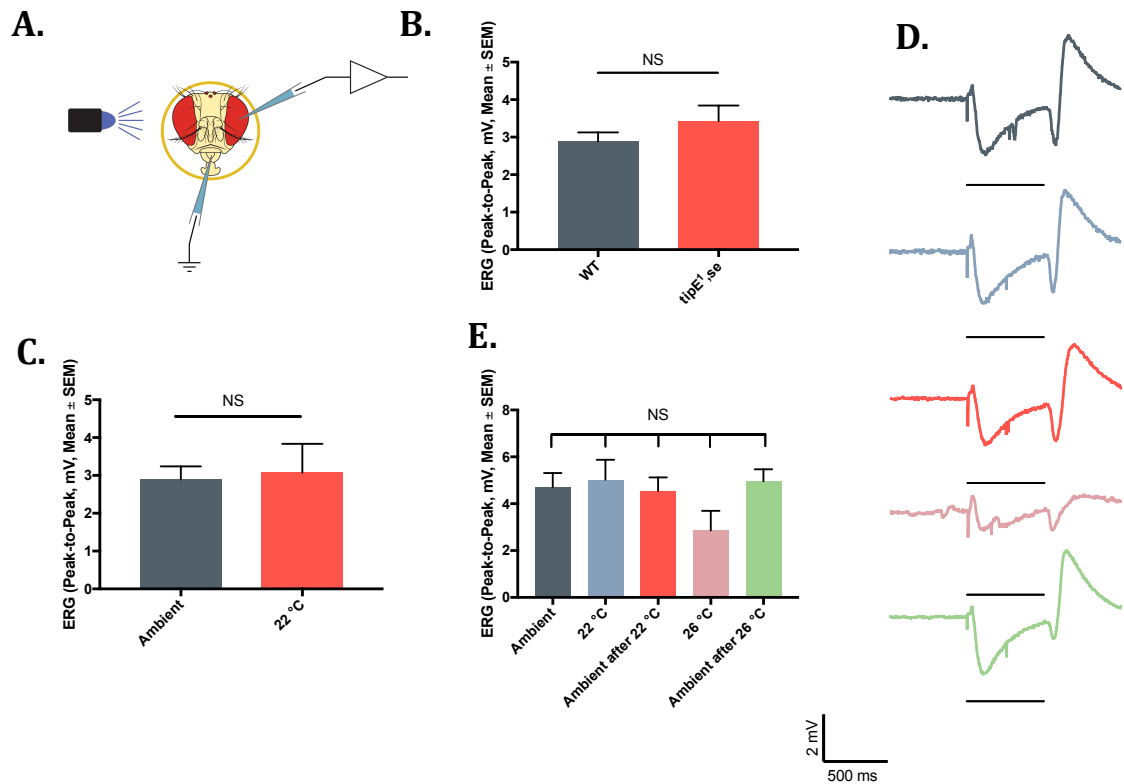 A.
B.
ERG (Peak-to-Peak, mV, Mean ± SEM)
5
4
3
2
1
0
NS
WT
tipE¹,se
C.
ERG (Peak-to-Peak, mV, Mean ± SEM)
5
4
3
2
1
0
NS
Ambient
22 °C
D.
E.
ERG (Peak-to-Peak, mV, Mean ± SEM)
8
6
4
2
0
NS
Ambient
22 °C
Ambient after 22 °C
26 °C
Ambient after 26 °C
2 mV
500 ms